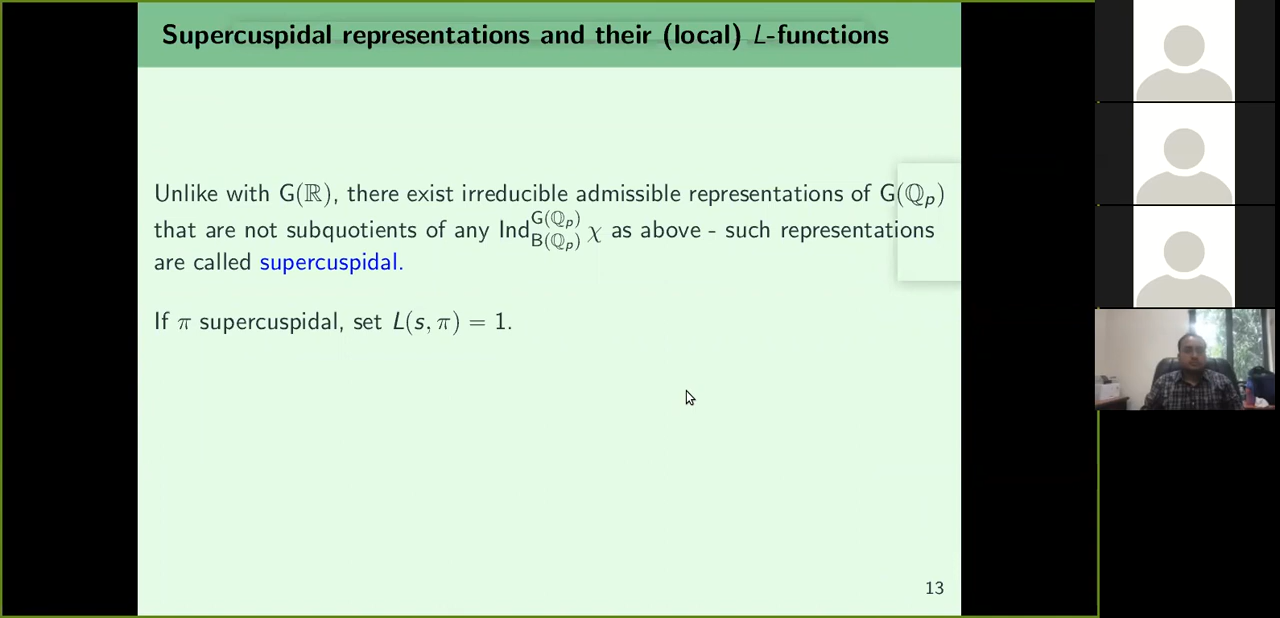 Supercuspidal representations and their (local) L-functions
Unlike with G(ℝ), there exist irreducible admissible representations of G(ℚ_p)
that are not subquotients of any Ind_{B(ℚ_p)}^{G(ℚ_p)} χ as above - such representations
are called supercuspidal.
If π supercuspidal, set L(s, π) = 1.
13